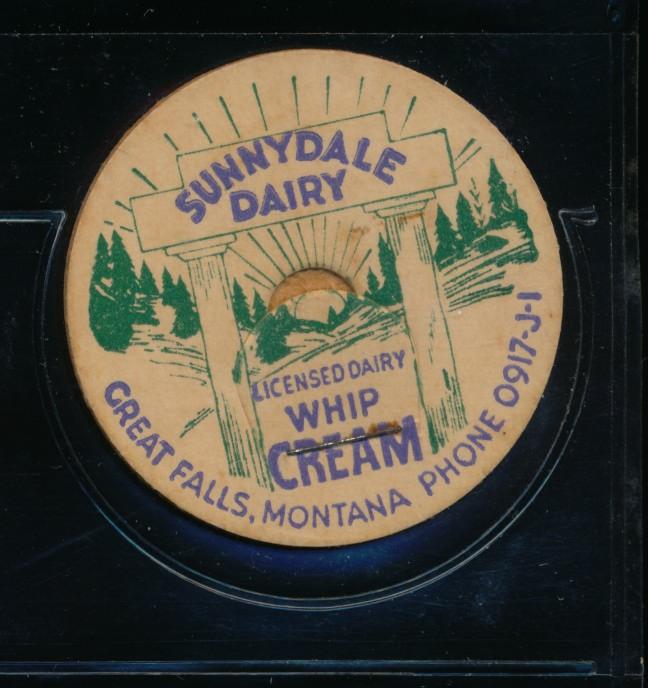 SUNNYDALE
DAIRY
LICENSED DAIRY
WHIP
CREAM
GREAT FALLS, MONTANA PHONE 0917-J-1